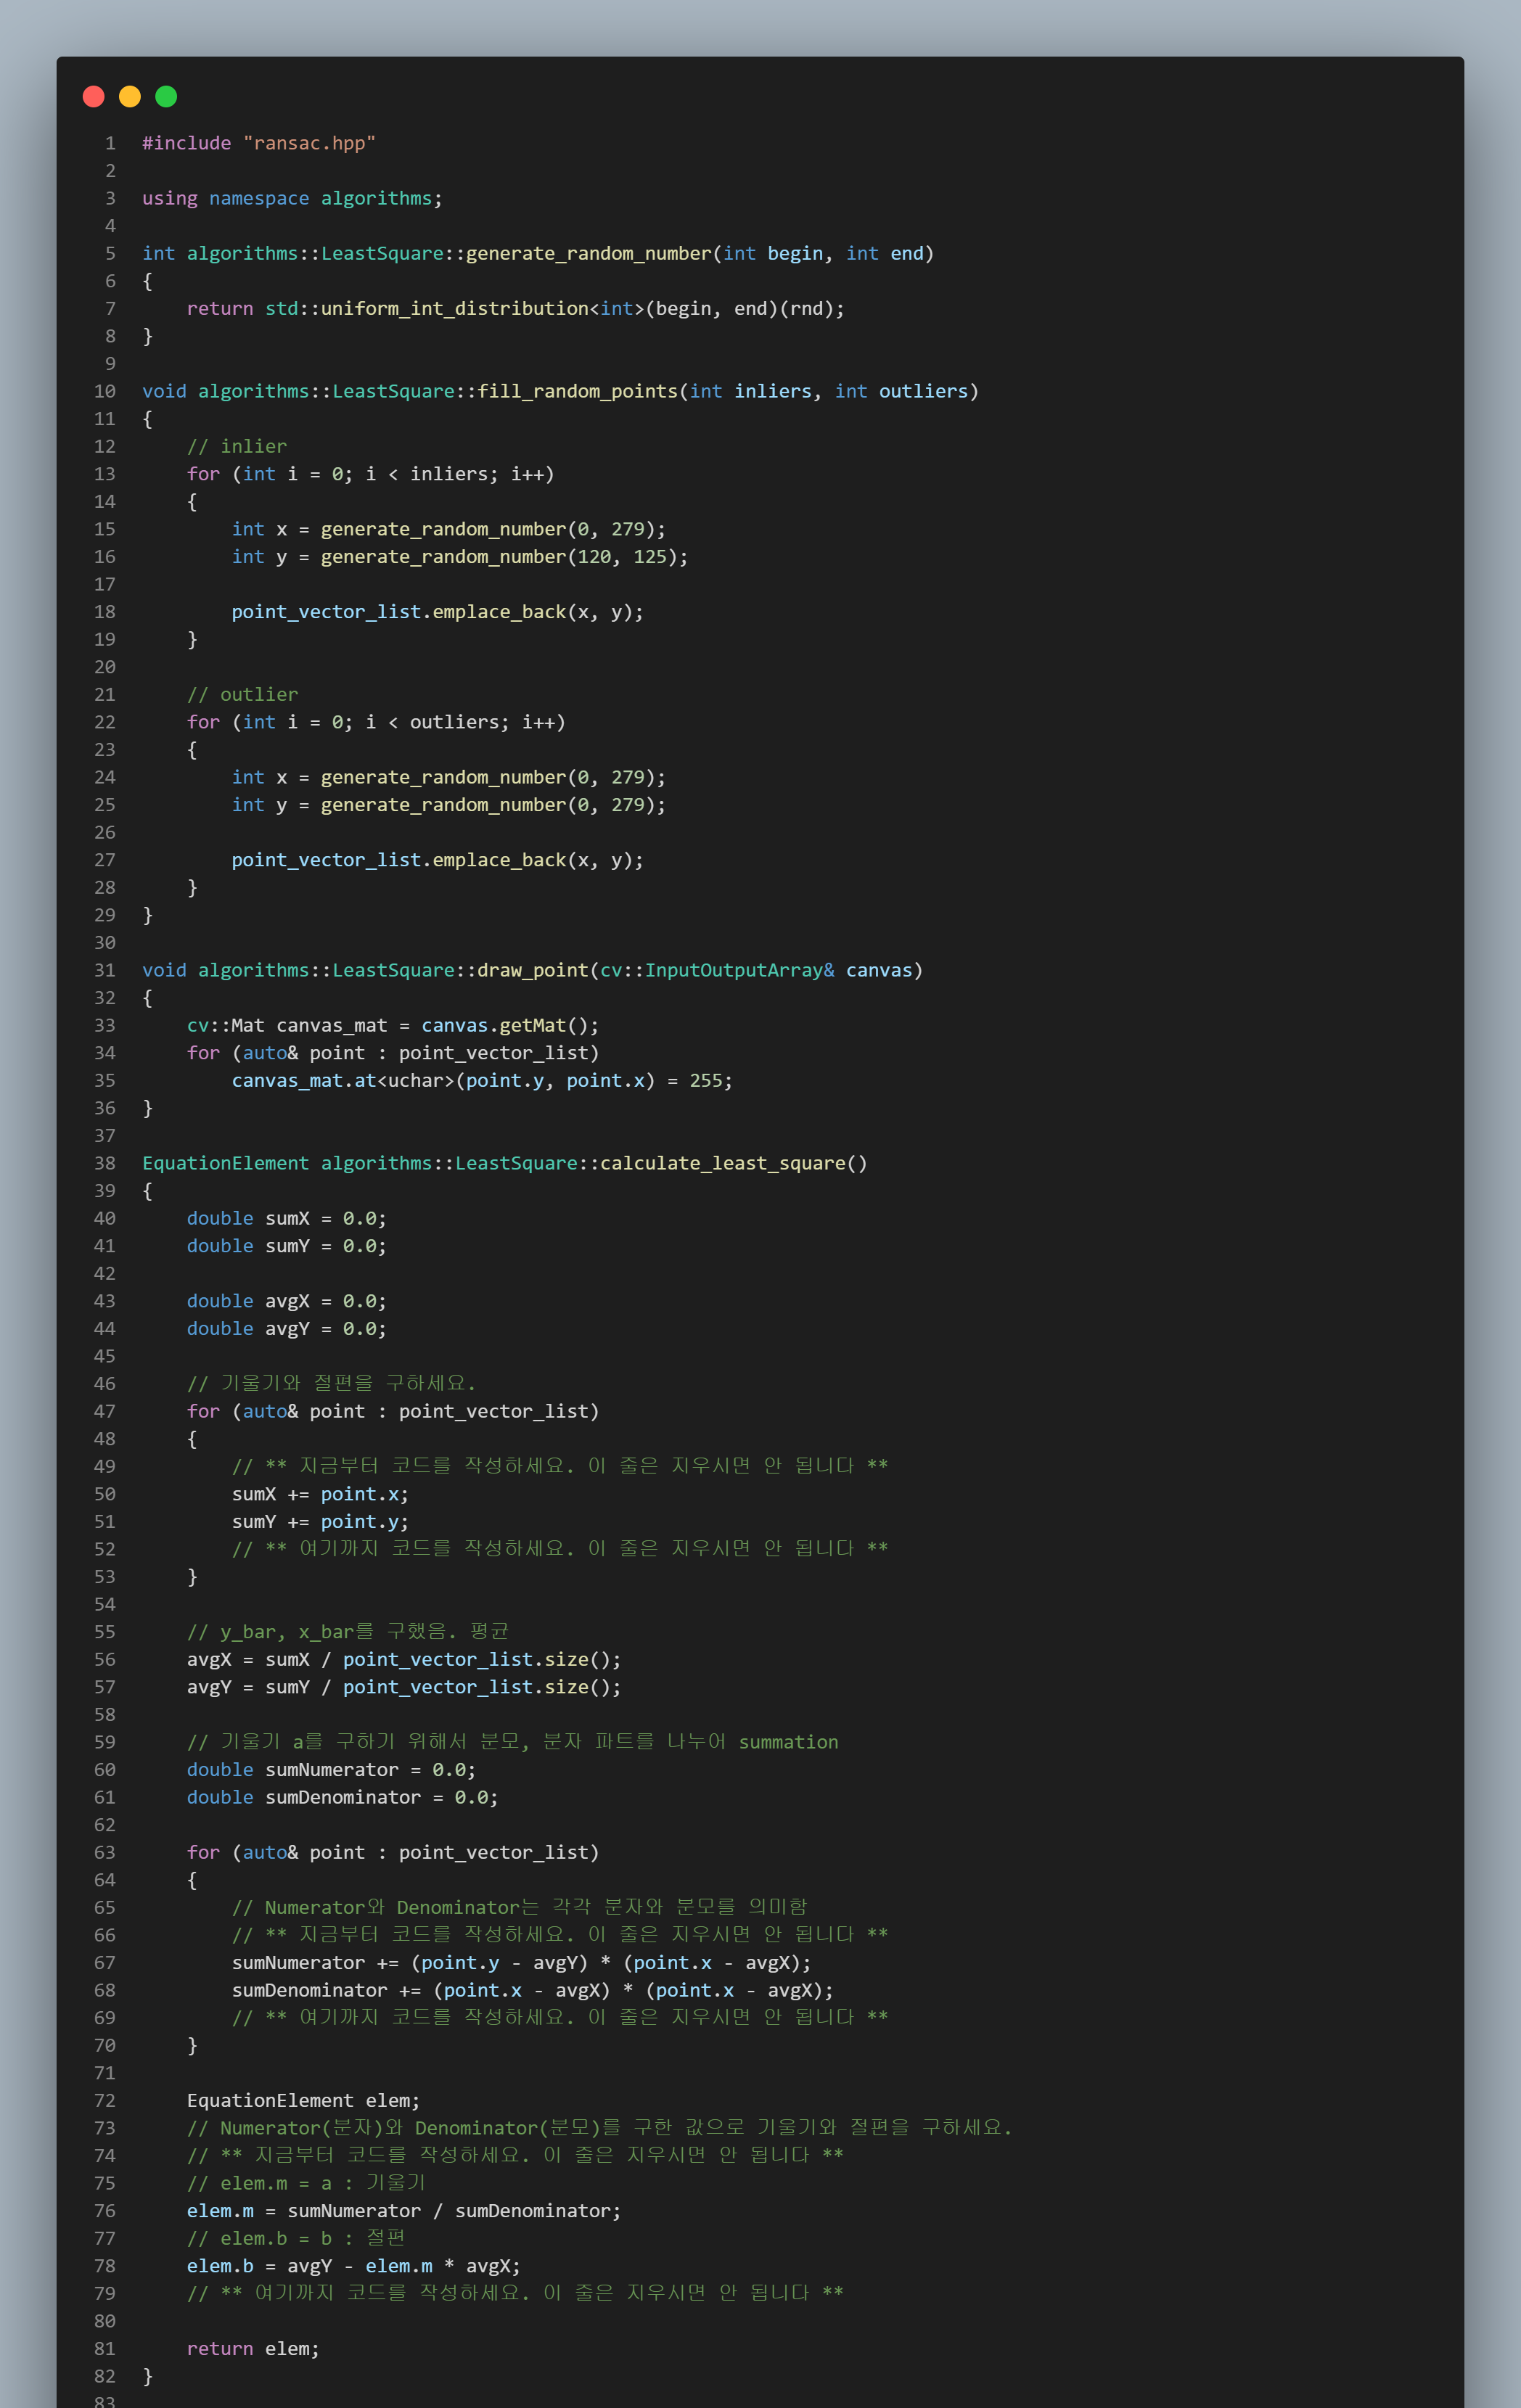 1 #include "ransac.hpp"
2
3 using namespace algorithms;
4
5 int algorithms::LeastSquare::generate_random_number(int begin, int end)
6 {
7     return std::uniform_int_distribution<int>(begin, end)(rnd);
8 }
9
10 void algorithms::LeastSquare::fill_random_points(int inliers, int outliers)
11 {
12     // inlier
13     for (int i = 0; i < inliers; i++)
14     {
15         int x = generate_random_number(0, 279);
16         int y = generate_random_number(120, 125);
17
18         point_vector_list.emplace_back(x, y);
19     }
20
21     // outlier
22     for (int i = 0; i < outliers; i++)
23     {
24         int x = generate_random_number(0, 279);
25         int y = generate_random_number(0, 279);
26
27         point_vector_list.emplace_back(x, y);
28     }
29 }
30
31 void algorithms::LeastSquare::draw_point(cv::InputOutputArray& canvas)
32 {
33     cv::Mat canvas_mat = canvas.getMat();
34     for (auto& point : point_vector_list)
35         canvas_mat.at<uchar>(point.y, point.x) = 255;
36 }
37
38 EquationElement algorithms::LeastSquare::calculate_least_square()
39 {
40     double sumX = 0.0;
41     double sumY = 0.0;
42
43     double avgX = 0.0;
44     double avgY = 0.0;
45
46     // 기울기와 절편을 구하세요.
47     for (auto& point : point_vector_list)
48     {
49         // ** 지금부터 코드를 작성하세요. 이 줄은 지우시면 안 됩니다 **
50         sumX += point.x;
51         sumY += point.y;
52         // ** 여기까지 코드를 작성하세요. 이 줄은 지우시면 안 됩니다 **
53     }
54
55     // y_bar, x_bar를 구했음. 평균
56     avgX = sumX / point_vector_list.size();
57     avgY = sumY / point_vector_list.size();
58
59     // 기울기 a를 구하기 위해서 분모, 분자 파트를 나누어 summation
60     double sumNumerator = 0.0;
61     double sumDenominator = 0.0;
62
63     for (auto& point : point_vector_list)
64     {
65         // Numerator와 Denominator는 각각 분자와 분모를 의미함
66         // ** 지금부터 코드를 작성하세요. 이 줄은 지우시면 안 됩니다 **
67         sumNumerator += (point.y - avgY) * (point.x - avgX);
68         sumDenominator += (point.x - avgX) * (point.x - avgX);
69         // ** 여기까지 코드를 작성하세요. 이 줄은 지우시면 안 됩니다 **
70     }
71
72     EquationElement elem;
73     // Numerator(분자)와 Denominator(분모)를 구한 값으로 기울기와 절편을 구하세요.
74     // ** 지금부터 코드를 작성하세요. 이 줄은 지우시면 안 됩니다 **
75     // elem.m = a : 기울기
76     elem.m = sumNumerator / sumDenominator;
77     // elem.b = b : 절편
78     elem.b = avgY - elem.m * avgX;
79     // ** 여기까지 코드를 작성하세요. 이 줄은 지우시면 안 됩니다 **
80
81     return elem;
82 }
83